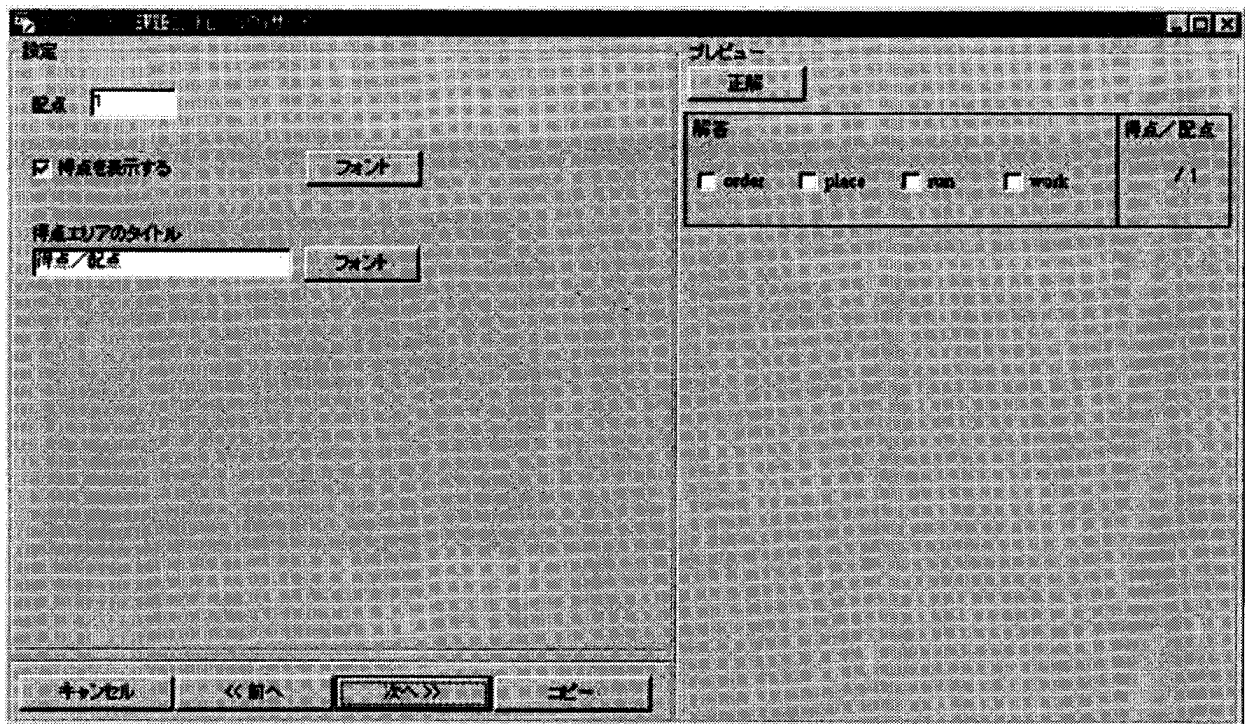 設定
配点 1
得点を表示する フォント
得点エリアのタイトル
得点／配点 フォント
キャンセル <<前へ 次へ>> コピー
プレビュー
正解
解答 得点／配点
order place run work / 1